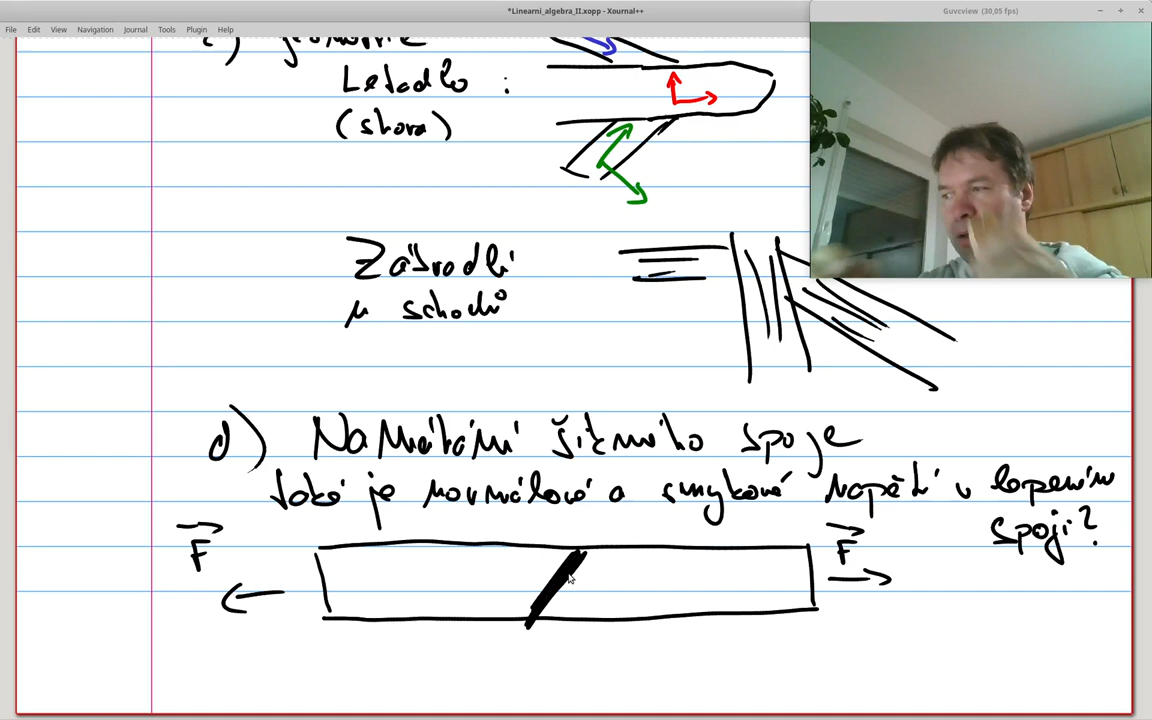 *Linearni_algebra_II.xopp - Xournal++
Guvcview (30,05 fps)
File Edit View Navigation Journal Tools Plugin Help
Letadlo :
(shora)
Zábradlí
u schodů
d) Namáhání šikmého spoje
Jaké je normálové a smykové napětí v lepeném
spoji?
F
F